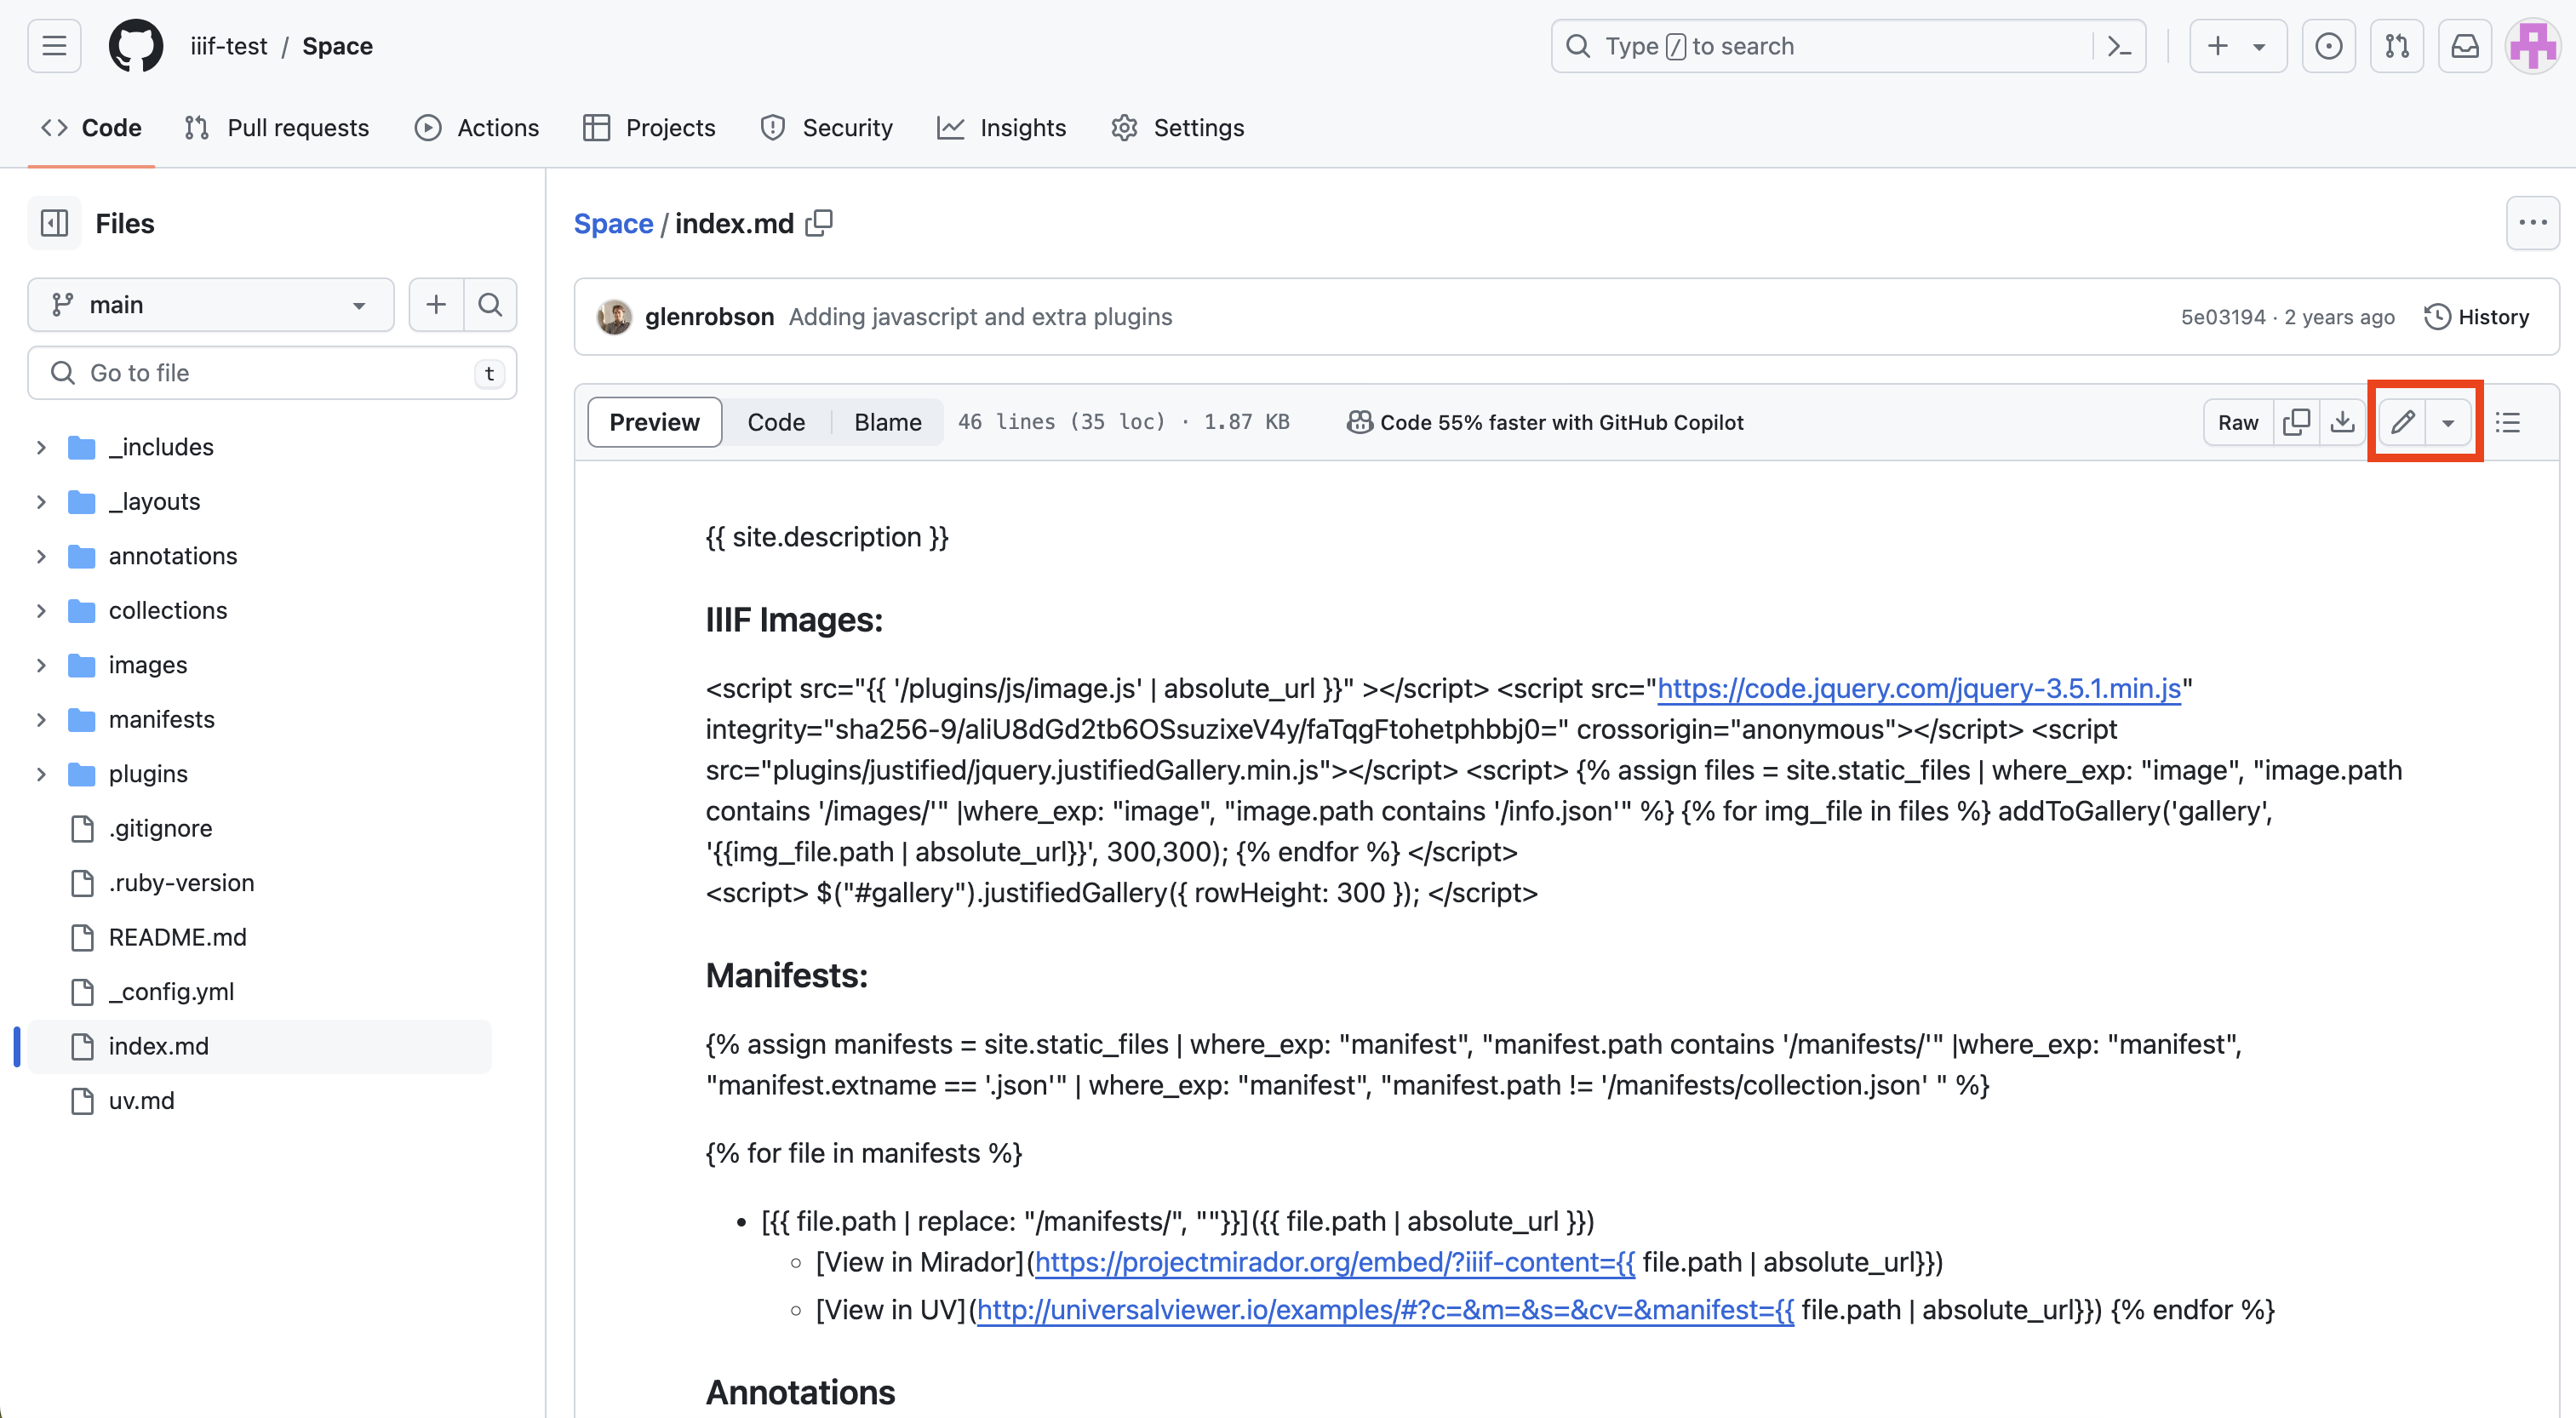 iiif-test / Space
Type / to search
Code
Pull requests
Actions
Projects
Security
Insights
Settings
Files
main
Go to file
t
_includes
_layouts
annotations
collections
images
manifests
plugins
.gitignore
.ruby-version
README.md
_config.yml
index.md
uv.md
Space / index.md
glenrobson Adding javascript and extra plugins
5e03194 · 2 years ago
History
Preview
Code
Blame
46 lines (35 loc) · 1.87 KB
Code 55% faster with GitHub Copilot
Raw
{{ site.description }}
IIIF Images:
<script src="{{ '/plugins/js/image.js' | absolute_url }}" ></script> <script src="https://code.jquery.com/jquery-3.5.1.min.js"
integrity="sha256-9/aliU8dGd2tb6OSsuzixeV4y/faTqgFtohetphbbj0=" crossorigin="anonymous"></script> <script
src="plugins/justified/jquery.justifiedGallery.min.js"></script> <script> {% assign files = site.static_files | where_exp: "image", "image.path
contains '/images/'" |where_exp: "image", "image.path contains '/info.json'" %} {% for img_file in files %} addToGallery('gallery',
'{{img_file.path | absolute_url}}', 300,300); {% endfor %} </script>
<script> $("#gallery").justifiedGallery({ rowHeight: 300 }); </script>
Manifests:
{% assign manifests = site.static_files | where_exp: "manifest", "manifest.path contains '/manifests/'" |where_exp: "manifest",
"manifest.extname == '.json'" | where_exp: "manifest", "manifest.path != '/manifests/collection.json' " %}
{% for file in manifests %}
• [{{ file.path | replace: "/manifests/", ""}}]({{ file.path | absolute_url }})
◦ [View in Mirador](https://projectmirador.org/embed/?iiif-content={{ file.path | absolute_url}})
◦ [View in UV](http://universalviewer.io/examples/#?c=&m=&s=&cv=&manifest={{ file.path | absolute_url}}) {% endfor %}
Annotations